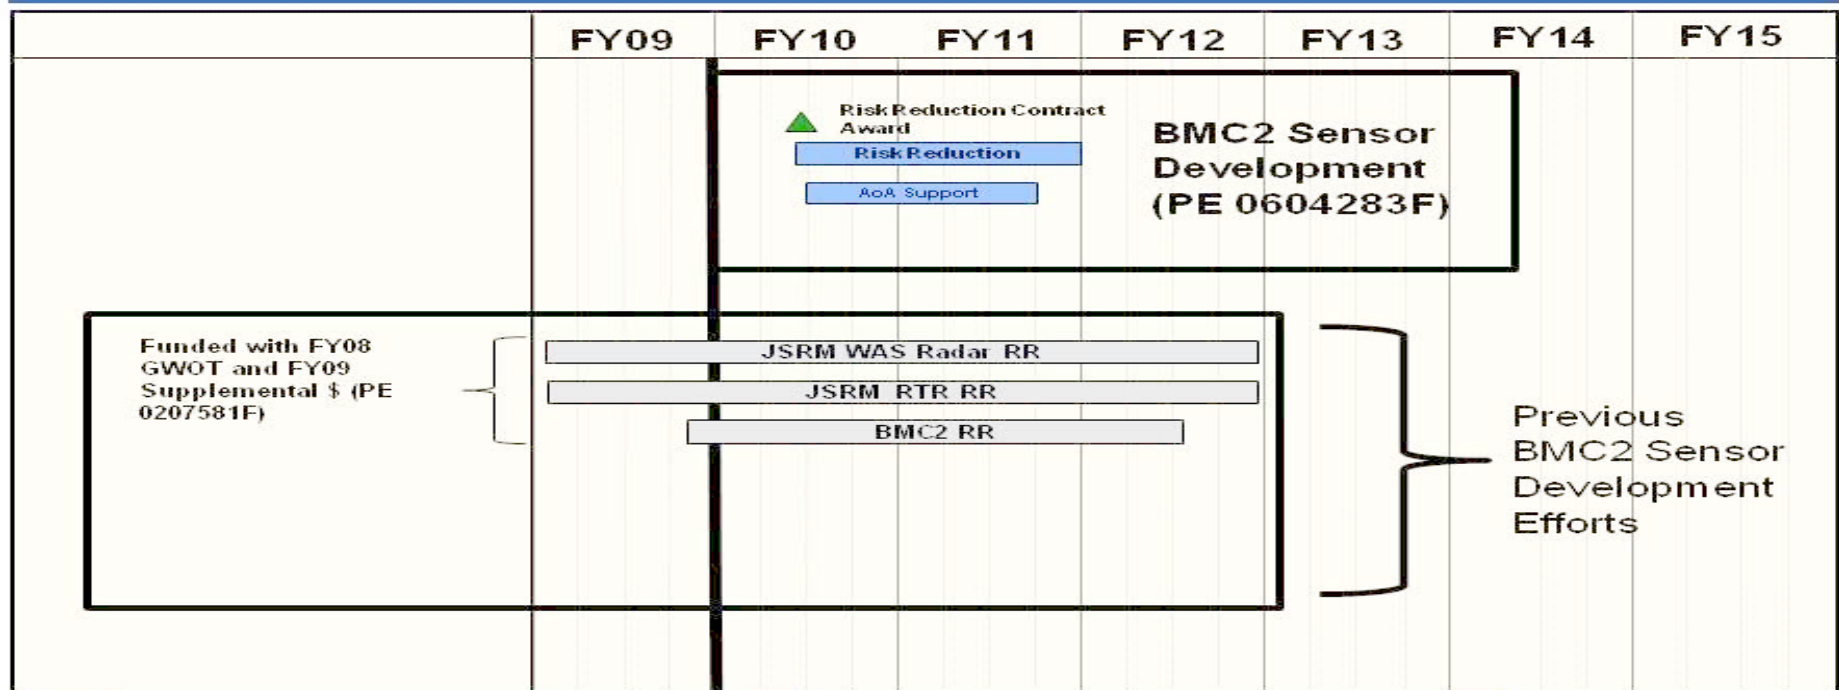 FY09 FY10 FY11 FY12 FY13 FY14 FY15
Risk Reduction Contract
Award
Risk Reduction
AoA Support
BMC2 Sensor
Development
(PE 0604283F)
Funded with FY08
GWOT and FY09
Supplemental $ (PE
0207581F)
JSRM WAS Radar RR
JSRM RTR RR
BMC2 RR
Previous
BMC2 Sensor
Development
Efforts